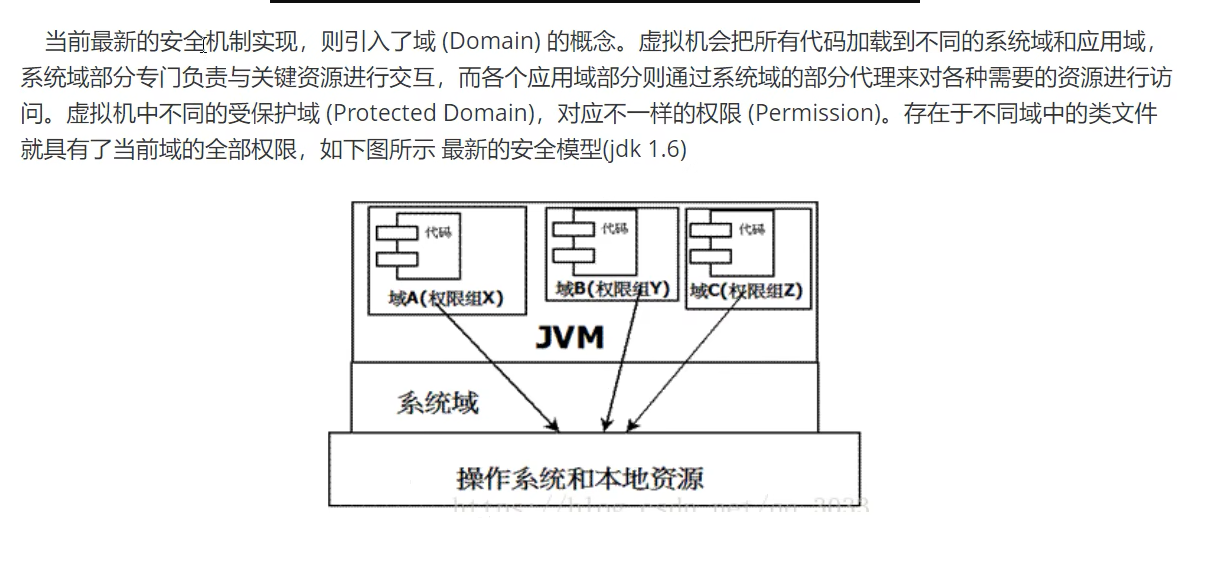 当前最新的安全机制实现，则引入了域 (Domain) 的概念。虚拟机会把所有代码加载到不同的系统域和应用域，
系统域部分专门负责与关键资源进行交互，而各个应用域部分则通过系统域的部分代理来对各种需要的资源进行访
问。虚拟机中不同的受保护域 (Protected Domain)，对应不一样的权限 (Permission)。存在于不同域中的类文件
就具有了当前域的全部权限，如下图所示 最新的安全模型(jdk 1.6)
代码
代码
代码
域A(权限组X)
域B(权限组Y)
域C(权限组Z)
JVM
系统域
操作系统和本地资源